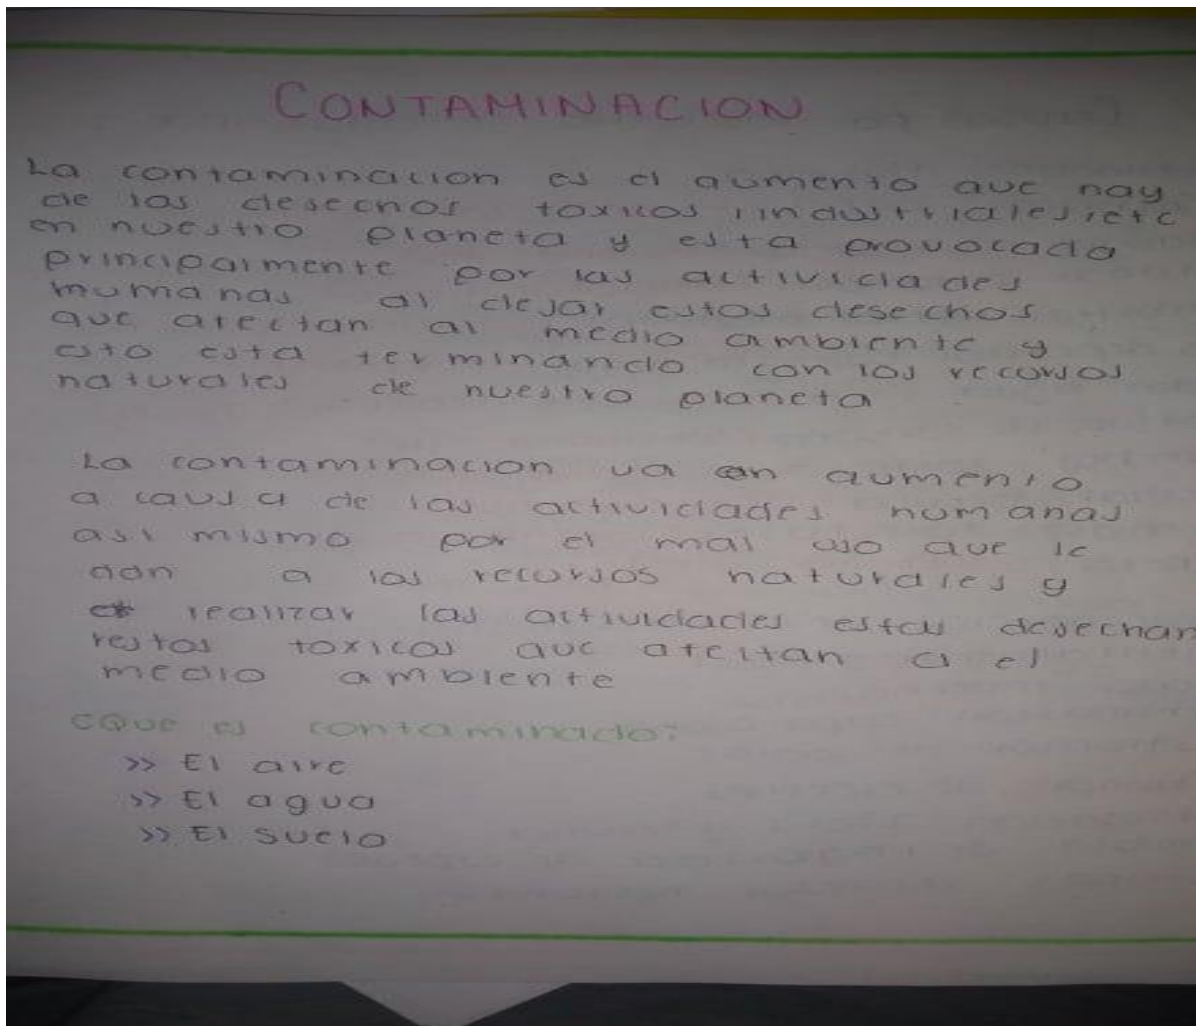 CONTAMINACION
La contaminacion es el aumento que hay
de los desechos toxicos, industriales, etc
en nuestro planeta y esta provocada
principalmente por las actividades
humanas al dejar estos desechos
que afectan al medio ambiente y
esto esta terminando con los recursos
naturales de nuestro planeta
La contaminacion va en aumento
a causa de las actividades humanas
asi mismo por el mal uso que le
dan a los recursos naturales y
realizar las actividades estas desechan
restos toxicos que afectan a el
medio ambiente
¿Que es contaminado?
>> El aire
>> El agua
>> El suelo